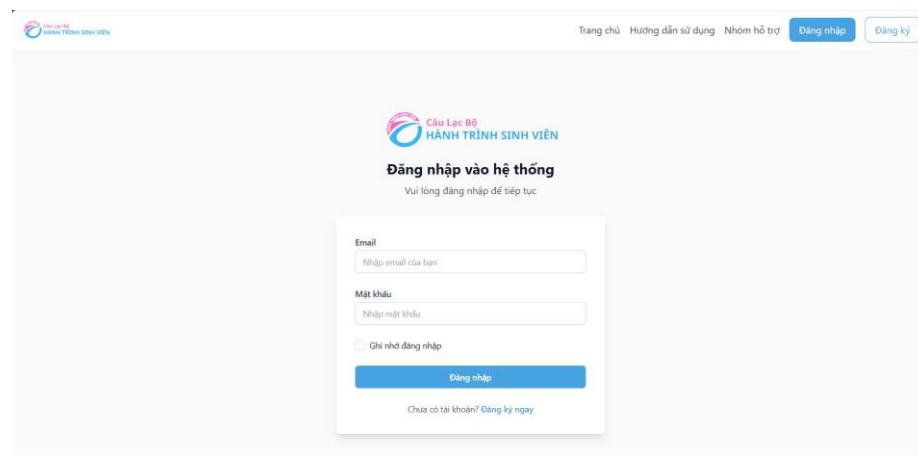 Câu Lạc Bộ
HÀNH TRÌNH SINH VIÊN
Trang chủ Hướng dẫn sử dụng Nhóm hỗ trợ Đăng nhập Đăng ký
Câu Lạc Bộ
HÀNH TRÌNH SINH VIÊN
Đăng nhập vào hệ thống
Vui lòng đăng nhập để tiếp tục
Email
Nhập email của bạn
Mật khẩu
Nhập mật khẩu
Ghi nhớ đăng nhập
Đăng nhập
Chưa có tài khoản? Đăng ký ngay